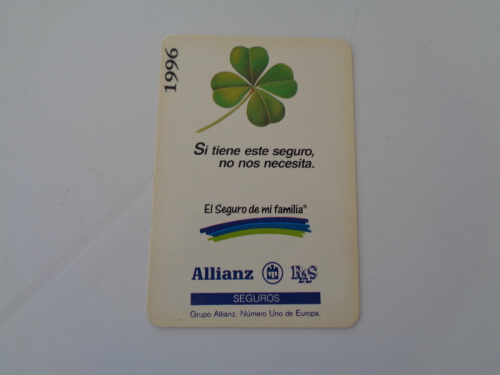 1996
Si tiene este seguro,
no nos necesita.
El Seguro de mi familia®
Allianz RAS
SEGUROS
Grupo Allianz. Número Uno de Europa.